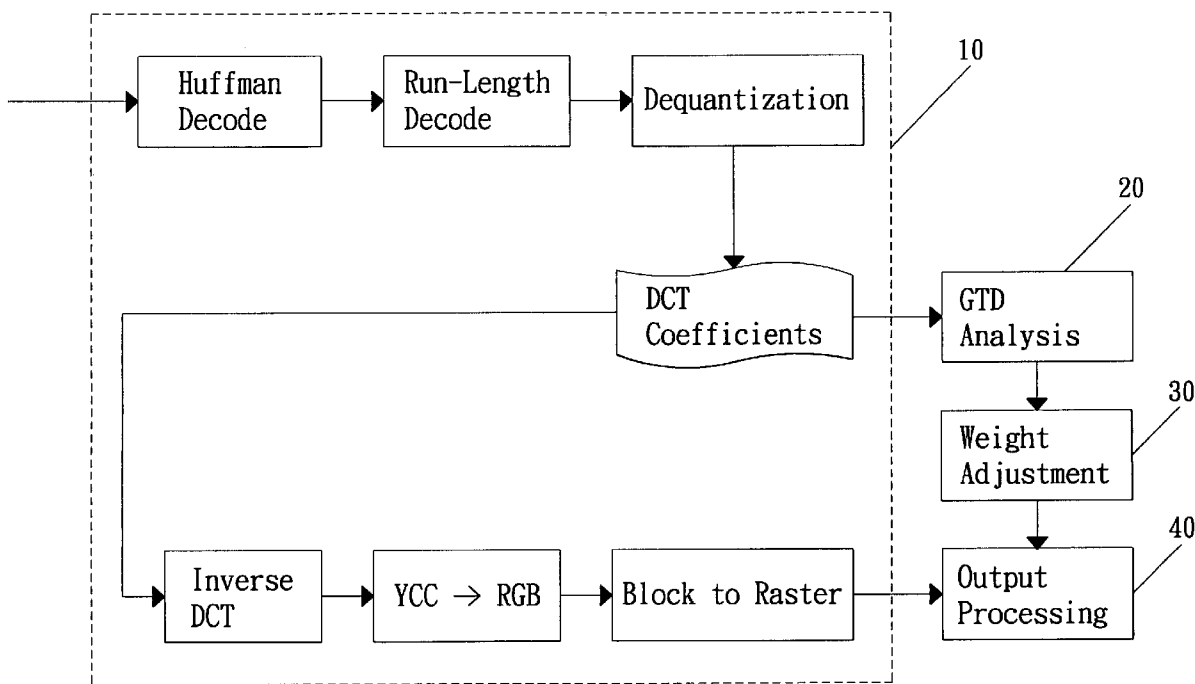 Huffman
Decode
Run-Length
Decode
Dequantization
10
20
DCT
Coefficients
GTD
Analysis
30
Weight
Adjustment
40
Inverse
DCT
YCC → RGB
Block to Raster
Output
Processing